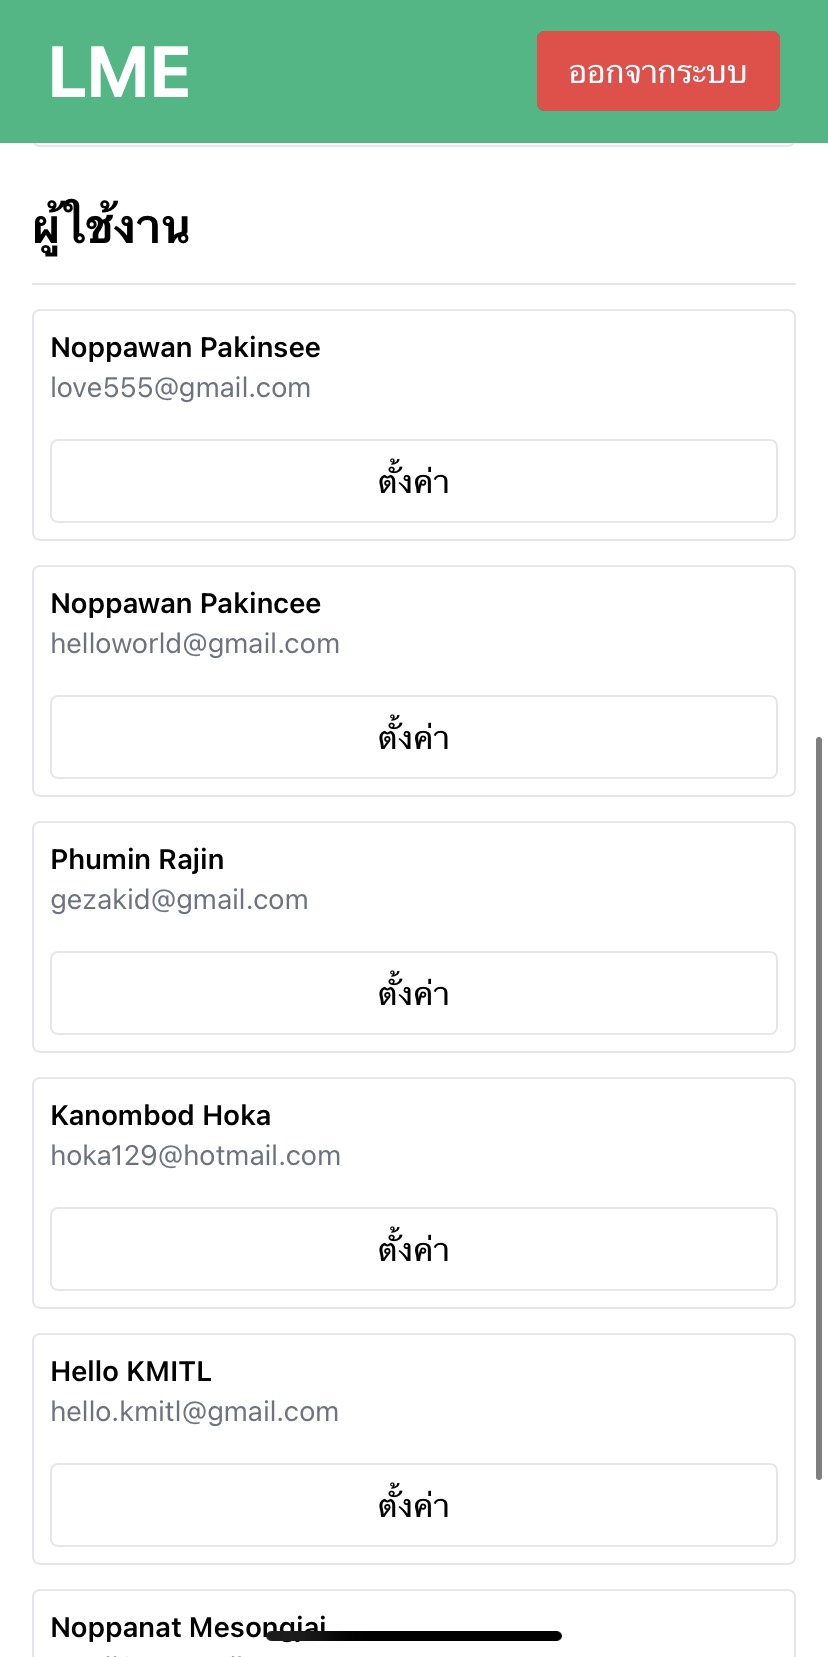 LME
ออกจากระบบ
ผู้ใช้งาน
Noppawan Pakinsee
love555@gmail.com
ตั้งค่า
Noppawan Pakincee
helloworld@gmail.com
ตั้งค่า
Phumin Rajin
gezakid@gmail.com
ตั้งค่า
Kanombod Hoka
hoka129@hotmail.com
ตั้งค่า
Hello KMITL
hello.kmitl@gmail.com
ตั้งค่า
Noppanat Mesongjai